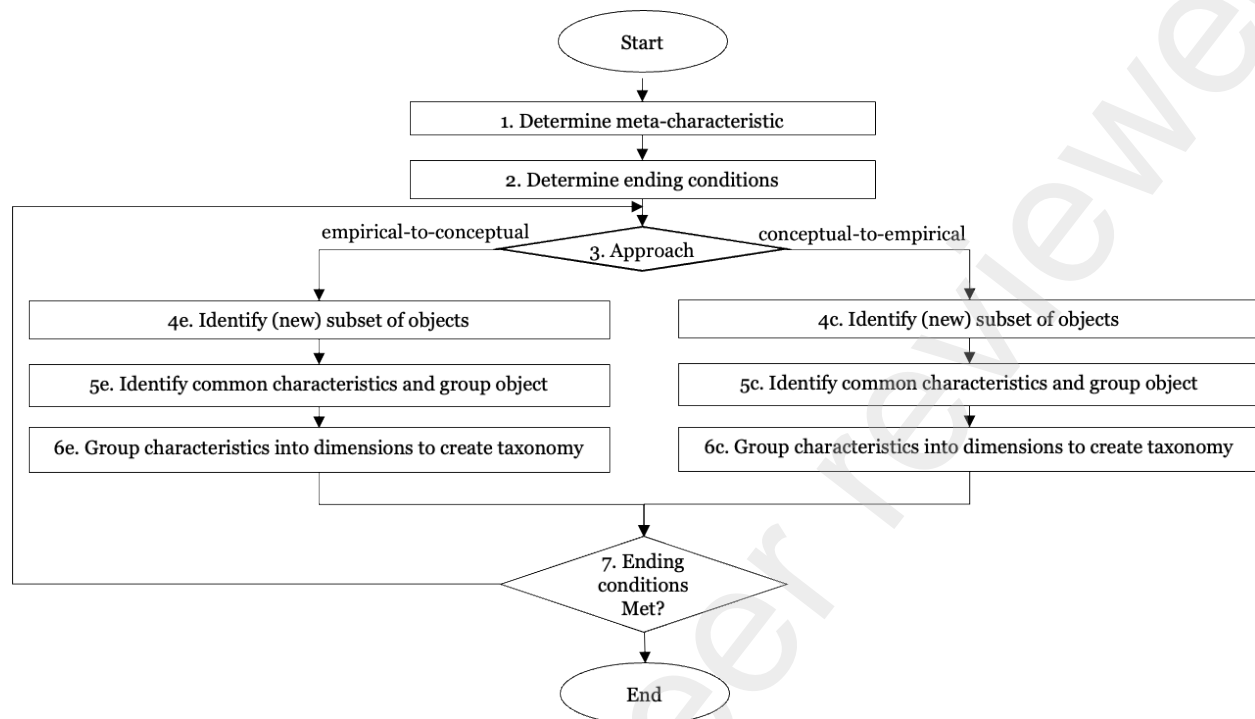 Start
1. Determine meta-characteristic
2. Determine ending conditions
empirical-to-conceptual
conceptual-to-empirical
3. Approach
4e. Identify (new) subset of objects
4c. Identify (new) subset of objects
5e. Identify common characteristics and group object
5c. Identify common characteristics and group object
6e. Group characteristics into dimensions to create taxonomy
6c. Group characteristics into dimensions to create taxonomy
7. Ending
conditions
Met?
End
eer reviewe